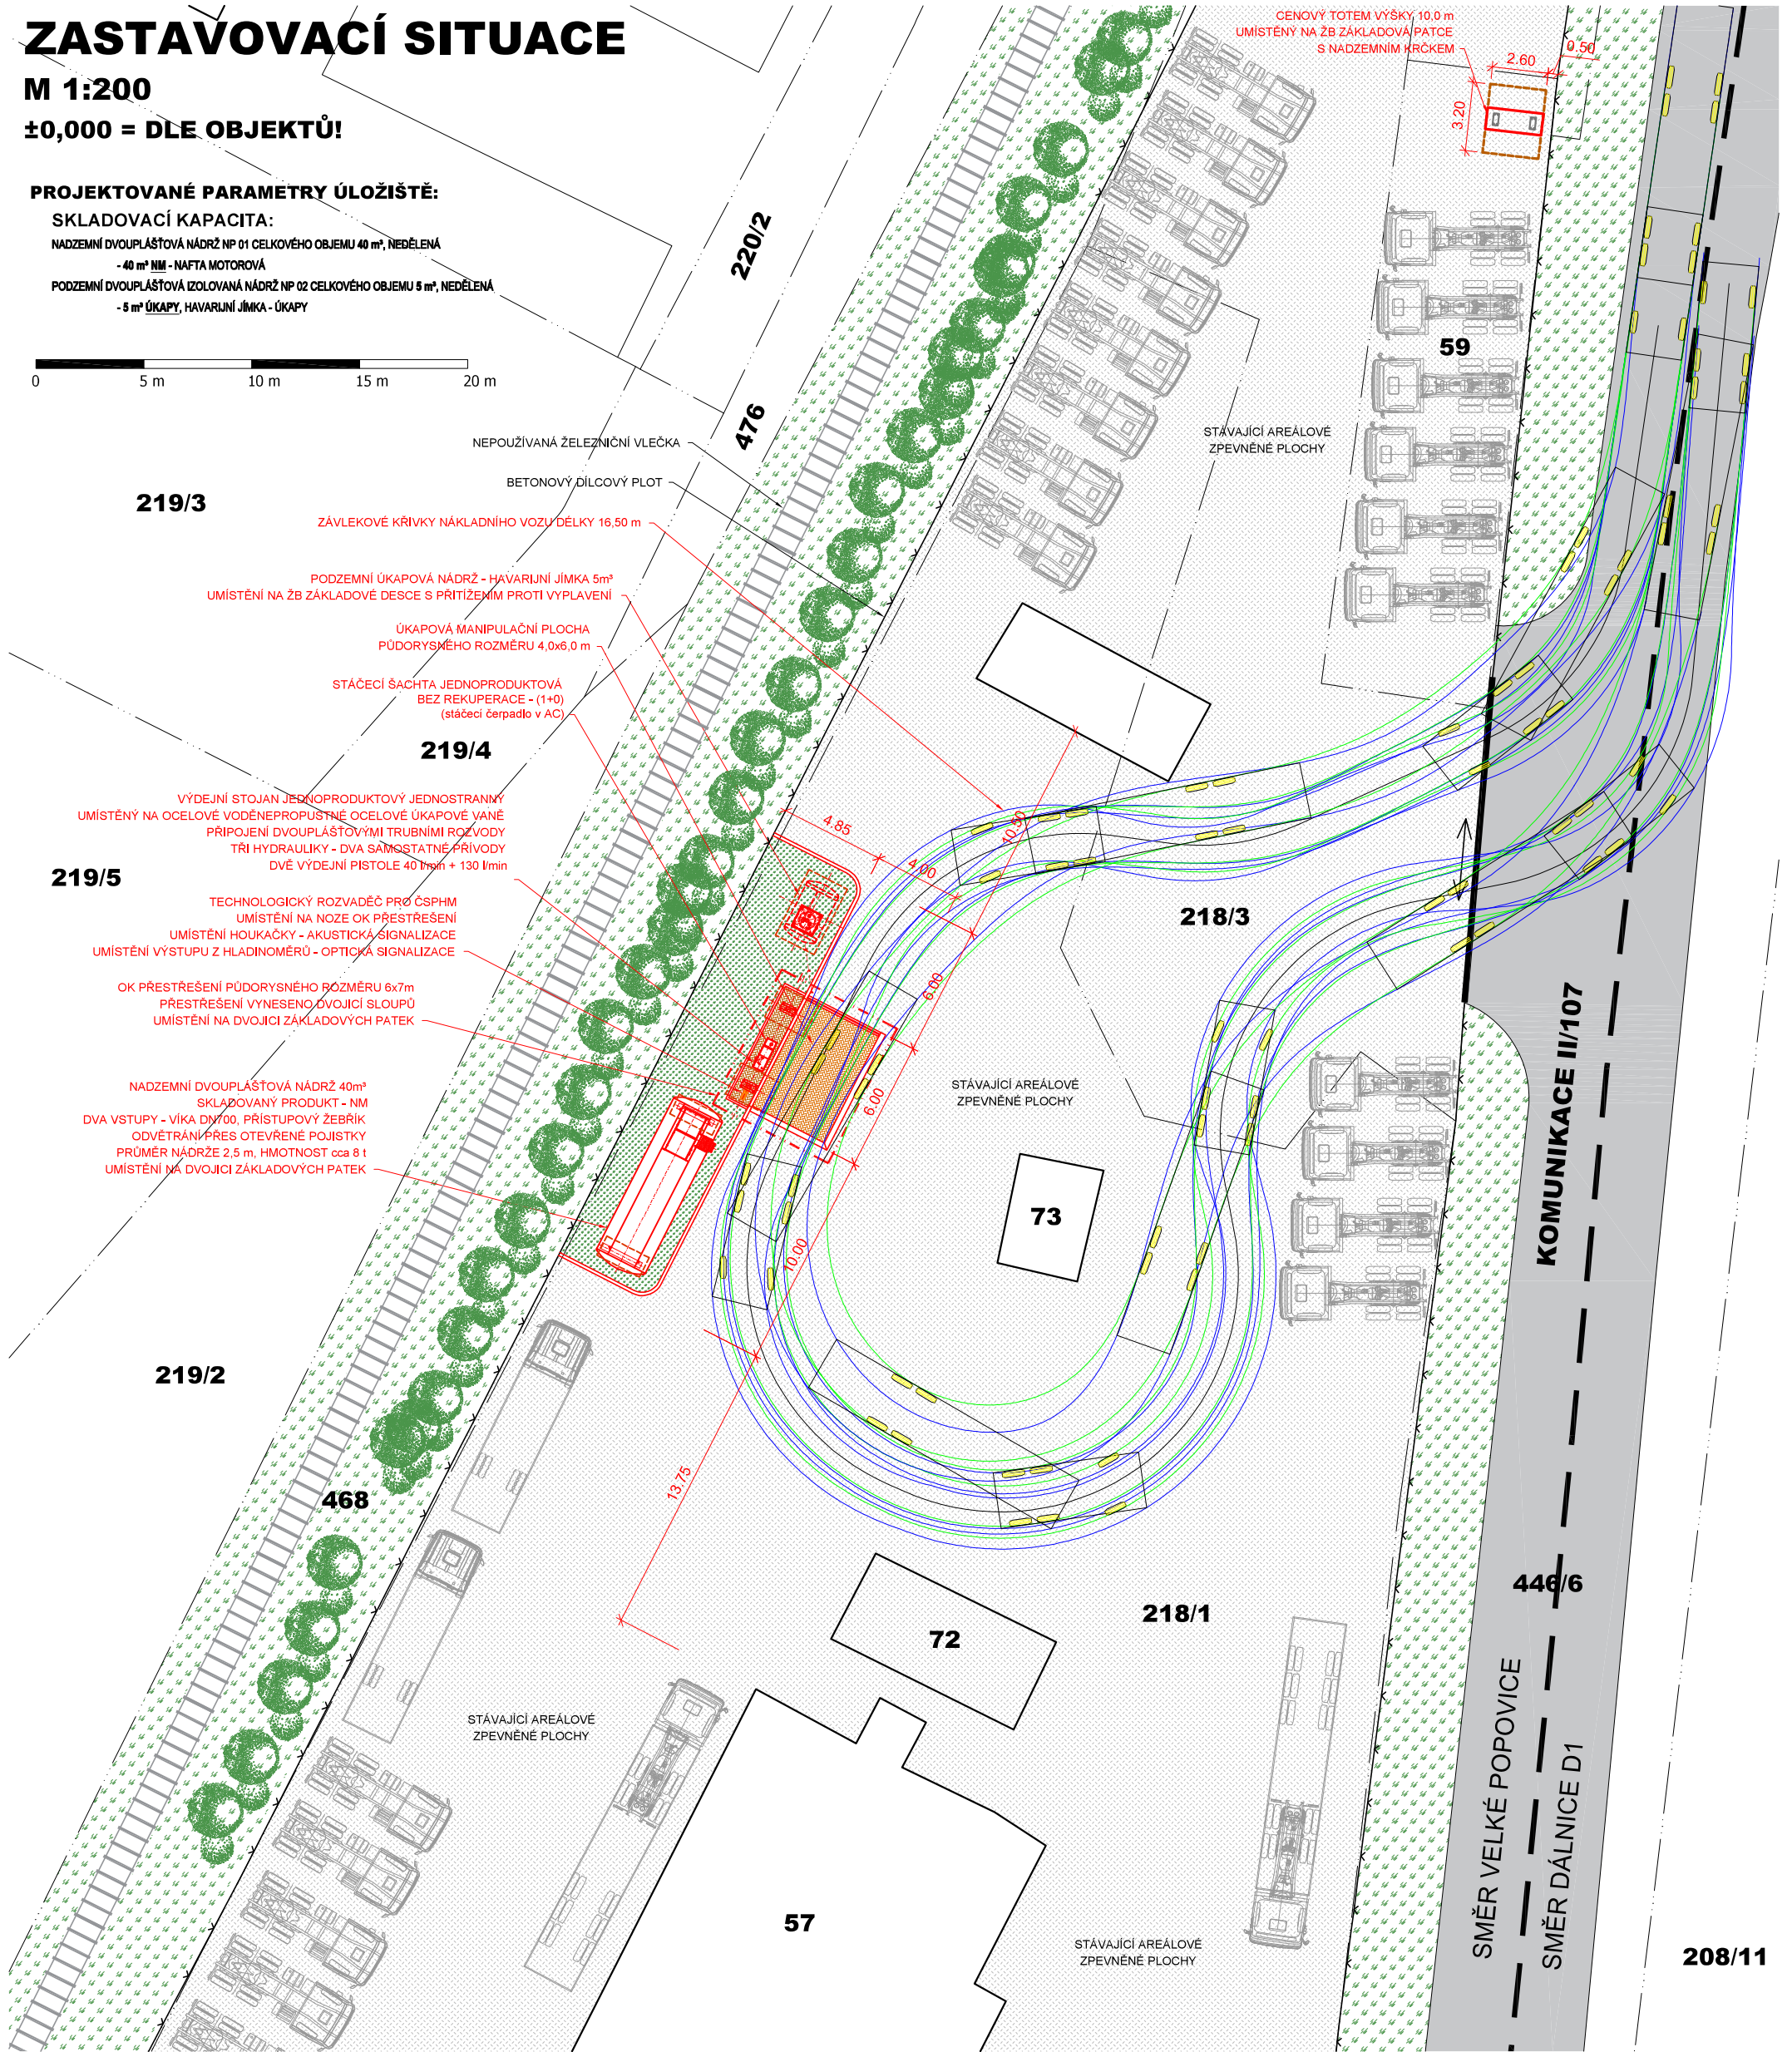 ZASTAVOVACÍ SITUACE
M 1:200
±0,000 = DLE OBJEKTŮ!
PROJEKTOVANÉ PARAMETRY ÚLOŽIŠTĚ:
SKLADOVACÍ KAPACITA:
NADZEMNÍ DVOUPLÁŠŤOVÁ NÁDRŽ NP 01 CELKOVÉHO OBJEMU 40 m³, NEDĚLENÁ
- 40 m³ NM - NAFTA MOTOROVÁ
PODZEMNÍ DVOUPLÁŠŤOVÁ IZOLOVANÁ NÁDRŽ NP 02 CELKOVÉHO OBJEMU 5 m³, NEDĚLENÁ
- 5 m³ ÚKAPY, HAVARIJNÍ JÍMKA - ÚKAPY
0 5 m 10 m 15 m 20 m
CENOVÝ TOTEM VÝŠKY 10,0 m
UMÍSTĚNÝ NA ŽB ZÁKLADOVÁ PATCE
S NADZEMNÍM KRČKEM
2.60
0.50
3.20
220/2
476
59
STÁVAJÍCÍ AREÁLOVÉ
ZPEVNĚNÉ PLOCHY
NEPOUŽÍVANÁ ŽELEZNIČNÍ VLEČKA
BETONOVÝ DÍLCOVÝ PLOT
219/3
ZÁVLEKOVÉ KŘIVKY NÁKLADNÍHO VOZU DÉLKY 16,50 m
PODZEMNÍ ÚKAPOVÁ NÁDRŽ - HAVARIJNÍ JÍMKA 5m³
UMÍSTĚNÍ NA ŽB ZÁKLADOVÉ DESCE S PŘITÍŽENÍM PROTI VYPLAVENÍ
ÚKAPOVÁ MANIPULAČNÍ PLOCHA
PŮDORYSNÉHO ROZMĚRU 4,0x6,0 m
STÁČECÍ ŠACHTA JEDNOPRODUKTOVÁ
BEZ REKUPERACE - (1+0)
(stáčecí čerpadlo v AC)
219/4
VÝDEJNÍ STOJAN JEDNOPRODUKTOVÝ JEDNOSTRANNÝ
UMÍSTĚNÝ NA OCELOVÉ VODĚNEPROPUSTNÉ OCELOVÉ ÚKAPOVÉ VANĚ
PŘIPOJENÍ DVOUPLÁŠŤOVÝMI TRUBNÍMI ROZVODY
TŘI HYDRAULIKY - DVA SAMOSTATNÉ PŘÍVODY
DVĚ VÝDEJNÍ PISTOLE 40 l/min + 130 l/min
219/5
TECHNOLOGICKÝ ROZVADĚČ PRO ČSPHM
UMÍSTĚNÍ NA NOZE OK PŘESTŘEŠENÍ
UMÍSTĚNÍ HOUKAČKY - AKUSTICKÁ SIGNALIZACE
UMÍSTĚNÍ VÝSTUPU Z HLADINOMĚRŮ - OPTICKÁ SIGNALIZACE
OK PŘESTŘEŠENÍ PŮDORYSNÉHO ROZMĚRU 6x7m
PŘESTŘEŠENÍ VYNESENO DVOJICÍ SLOUPŮ
UMÍSTĚNÍ NA DVOJICI ZÁKLADOVÝCH PATEK
NADZEMNÍ DVOUPLÁŠŤOVÁ NÁDRŽ 40m³
SKLADOVANÝ PRODUKT - NM
DVA VSTUPY - VÍKA DN700, PŘÍSTUPOVÝ ŽEBŘÍK
ODVĚTRÁNÍ PŘES OTEVŘENÉ POJISTKY
PRŮMĚR NÁDRŽE 2,5 m, HMOTNOST cca 8 t
UMÍSTĚNÍ NA DVOJICI ZÁKLADOVÝCH PATEK
4.85
4.00
10.50
6.00
6.00
10.00
13.75
218/3
STÁVAJÍCÍ AREÁLOVÉ
ZPEVNĚNÉ PLOCHY
73
KOMUNIKACE II/107
219/2
468
446/6
218/1
72
STÁVAJÍCÍ AREÁLOVÉ
ZPEVNĚNÉ PLOCHY
57
STÁVAJÍCÍ AREÁLOVÉ
ZPEVNĚNÉ PLOCHY
SMĚR VELKÉ POPOVICE
SMĚR DÁLNICE D1
208/11